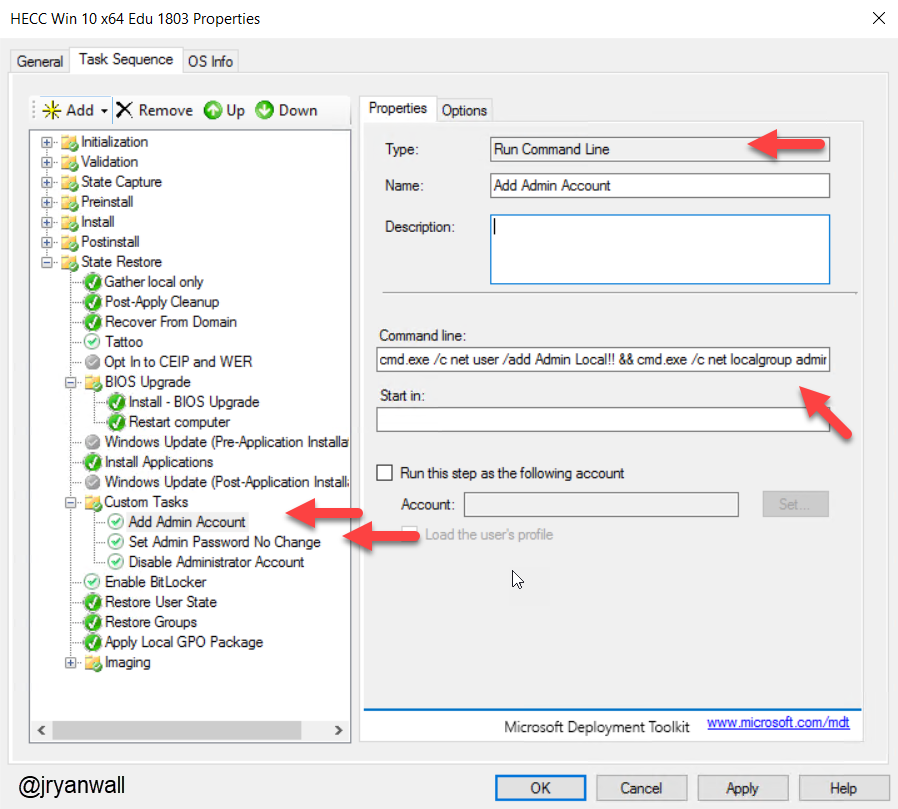 HECC Win 10 x64 Edu 1803 Properties
General Task Sequence OS Info
Add Remove Up Down
Initialization
Validation
State Capture
Preinstall
Install
Postinstall
State Restore
Gather local only
Post-Apply Cleanup
Recover From Domain
Tattoo
Opt In to CEIP and WER
BIOS Upgrade
Install - BIOS Upgrade
Restart computer
Windows Update (Pre-Application Installa
Install Applications
Windows Update (Post-Application Install
Custom Tasks
Add Admin Account
Set Admin Password No Change
Disable Administrator Account
Enable BitLocker
Restore User State
Restore Groups
Apply Local GPO Package
Imaging
Properties Options
Type: Run Command Line
Name: Add Admin Account
Description:
Command line:
cmd.exe /c net user /add Admin Local!! && cmd.exe /c net localgroup admir
Start in:
Run this step as the following account
Account: Set...
Load the user's profile
Microsoft Deployment Toolkit www.microsoft.com/mdt
@jryanwall
OK Cancel Apply Help